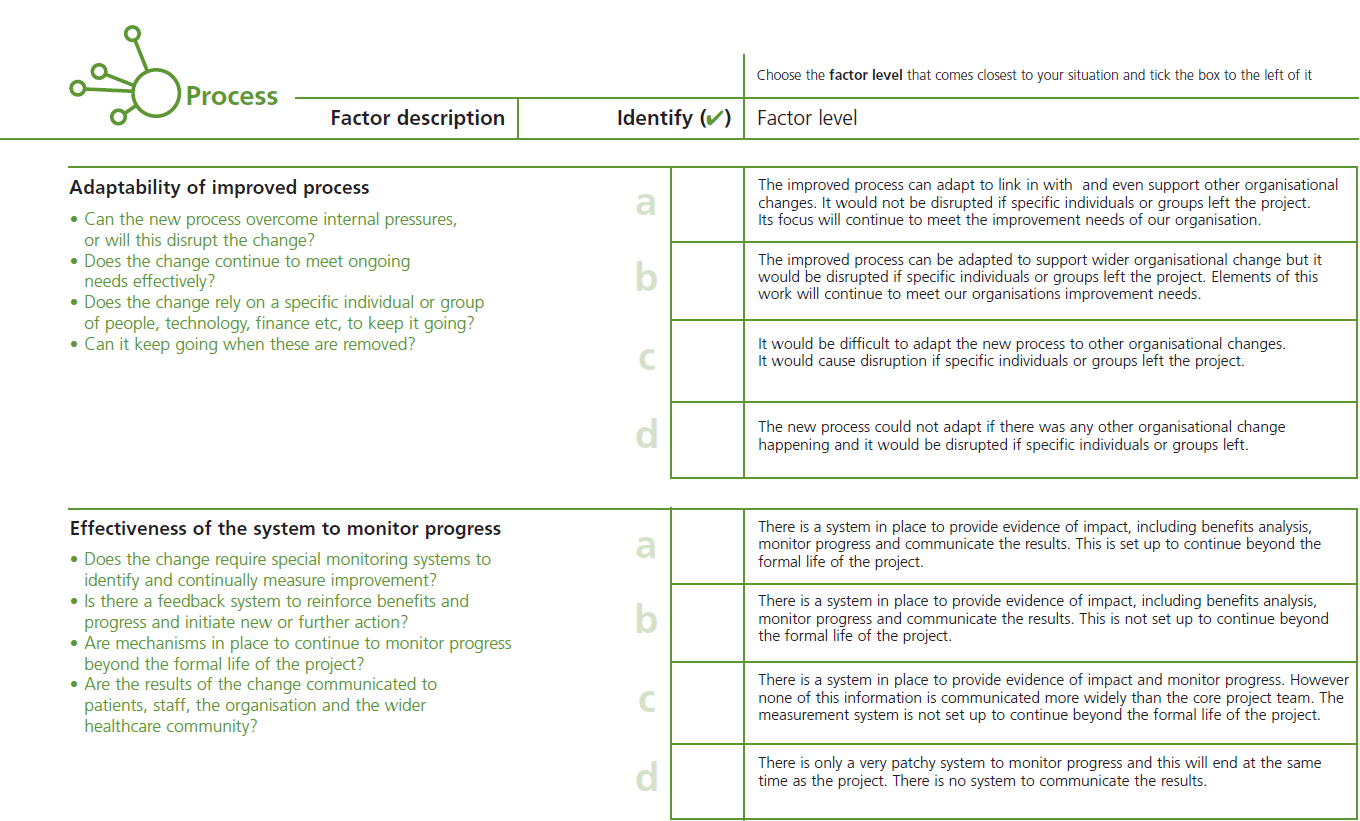 Choose the factor level that comes closest to your situation and tick the box to the left of it
Process
Factor description
Identify (✔)
Factor level
Adaptability of improved process
• Can the new process overcome internal pressures,
or will this disrupt the change?
• Does the change continue to meet ongoing
needs effectively?
• Does the change rely on a specific individual or group
of people, technology, finance etc, to keep it going?
• Can it keep going when these are removed?
a
The improved process can adapt to link in with  and even support other organisational
changes. It would not be disrupted if specific individuals or groups left the project.
Its focus will continue to meet the improvement needs of our organisation.
b
The improved process can be adapted to support wider organisational change but it
would be disrupted if specific individuals or groups left the project. Elements of this
work will continue to meet our organisations improvement needs.
c
It would be difficult to adapt the new process to other organisational changes.
It would cause disruption if specific individuals or groups left the project.
d
The new process could not adapt if there was any other organisational change
happening and it would be disrupted if specific individuals or groups left.
Effectiveness of the system to monitor progress
• Does the change require special monitoring systems to
identify and continually measure improvement?
• Is there a feedback system to reinforce benefits and
progress and initiate new or further action?
• Are mechanisms in place to continue to monitor progress
beyond the formal life of the project?
• Are the results of the change communicated to
patients, staff, the organisation and the wider
healthcare community?
a
There is a system in place to provide evidence of impact, including benefits analysis,
monitor progress and communicate the results. This is set up to continue beyond the
formal life of the project.
b
There is a system in place to provide evidence of impact, including benefits analysis,
monitor progress and communicate the results. This is not set up to continue beyond
the formal life of the project.
c
There is a system in place to provide evidence of impact and monitor progress. However
none of this information is communicated more widely than the core project team. The
measurement system is not set up to continue beyond the formal life of the project.
d
There is only a very patchy system to monitor progress and this will end at the same
time as the project. There is no system to communicate the results.